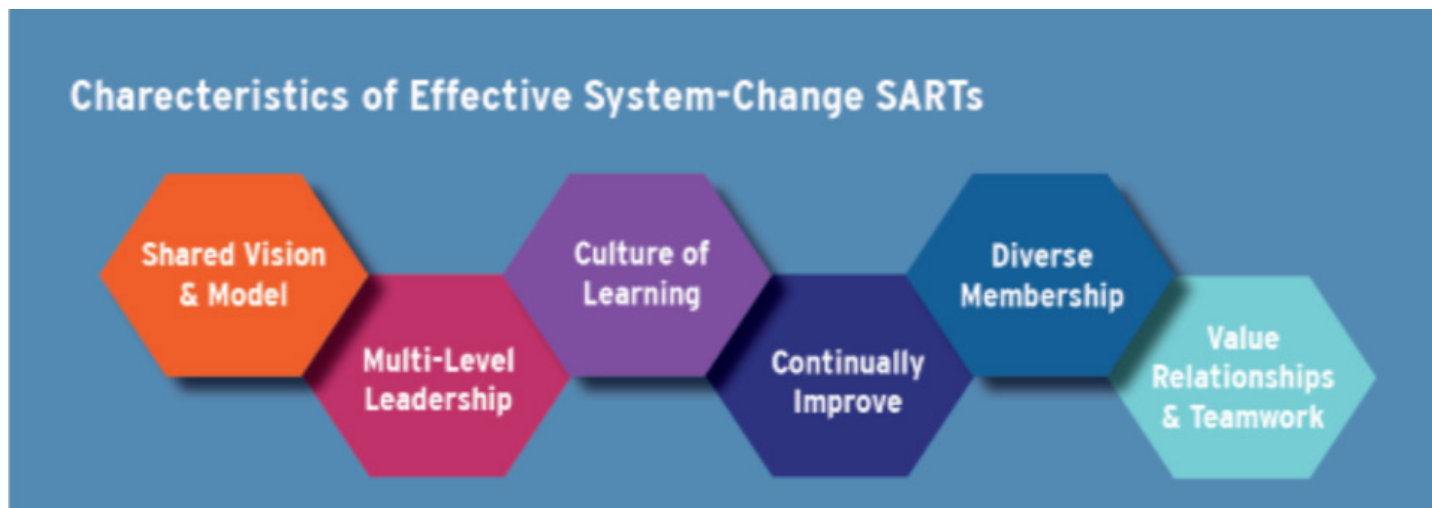 Charecteristics of Effective System-Change SARTs
Shared Vision
& Model
Multi-Level
Leadership
Culture of
Learning
Continually
Improve
Diverse
Membership
Value
Relationships
& Teamwork